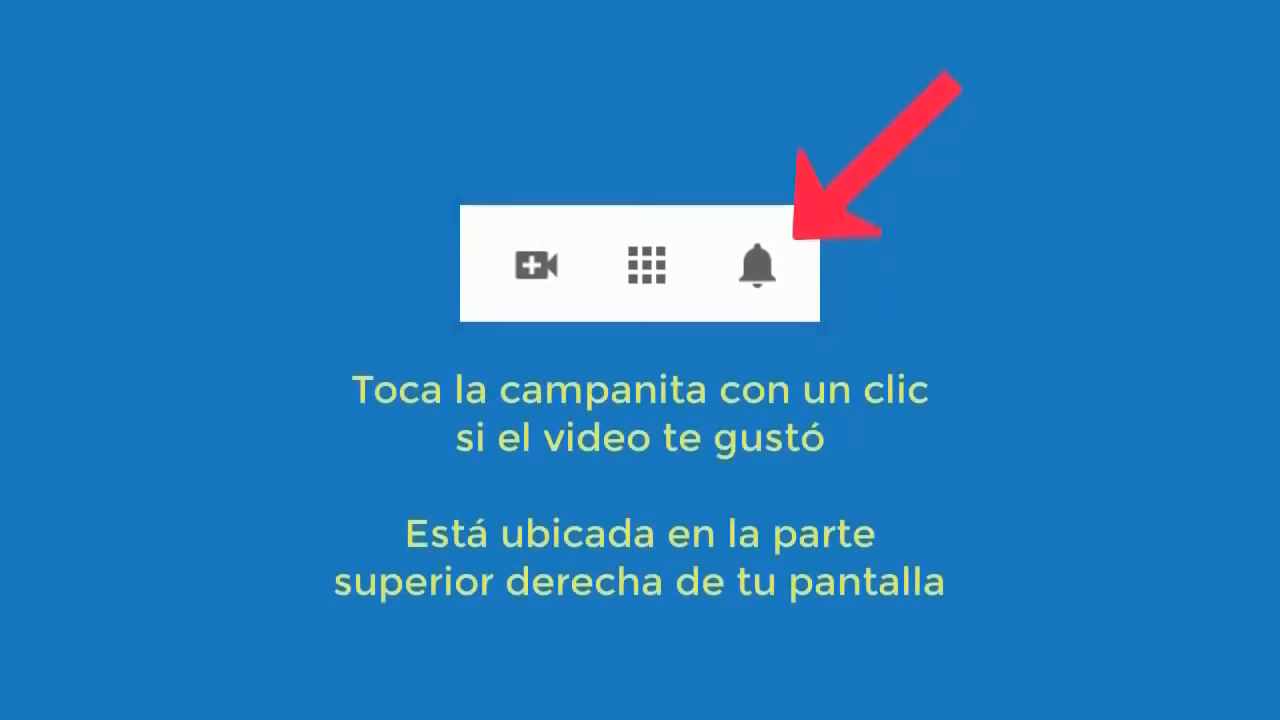 Toca la campanita con un clic
si el video te gustó
Está ubicada en la parte
superior derecha de tu pantalla